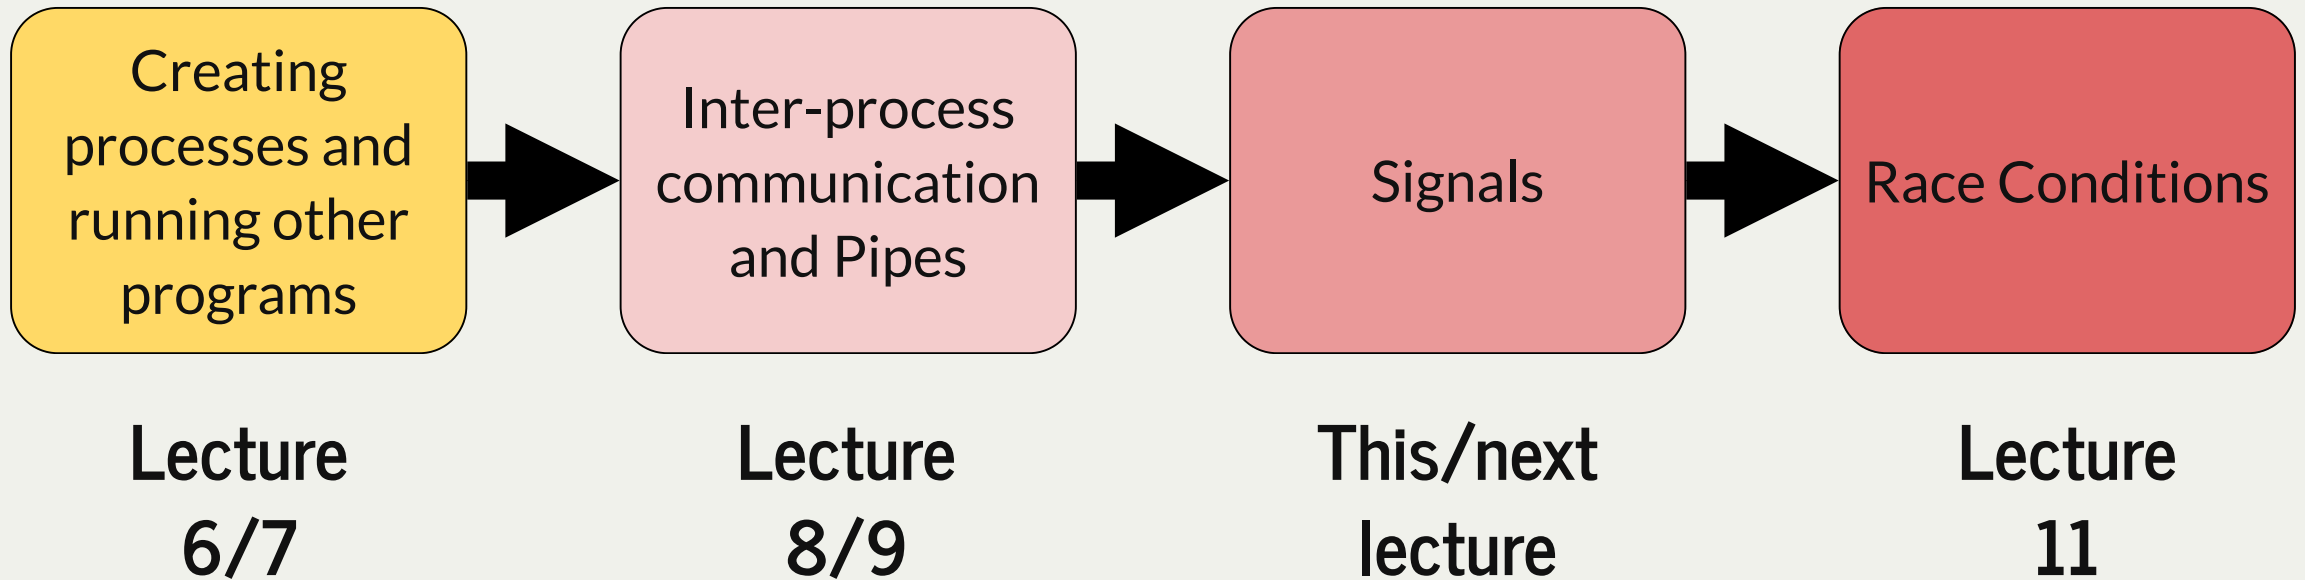 Creating
processes and
running other
programs
Inter-process
communication
and Pipes
Signals
Race Conditions
Lecture
6/7
Lecture
8/9
This/next
lecture
Lecture
11